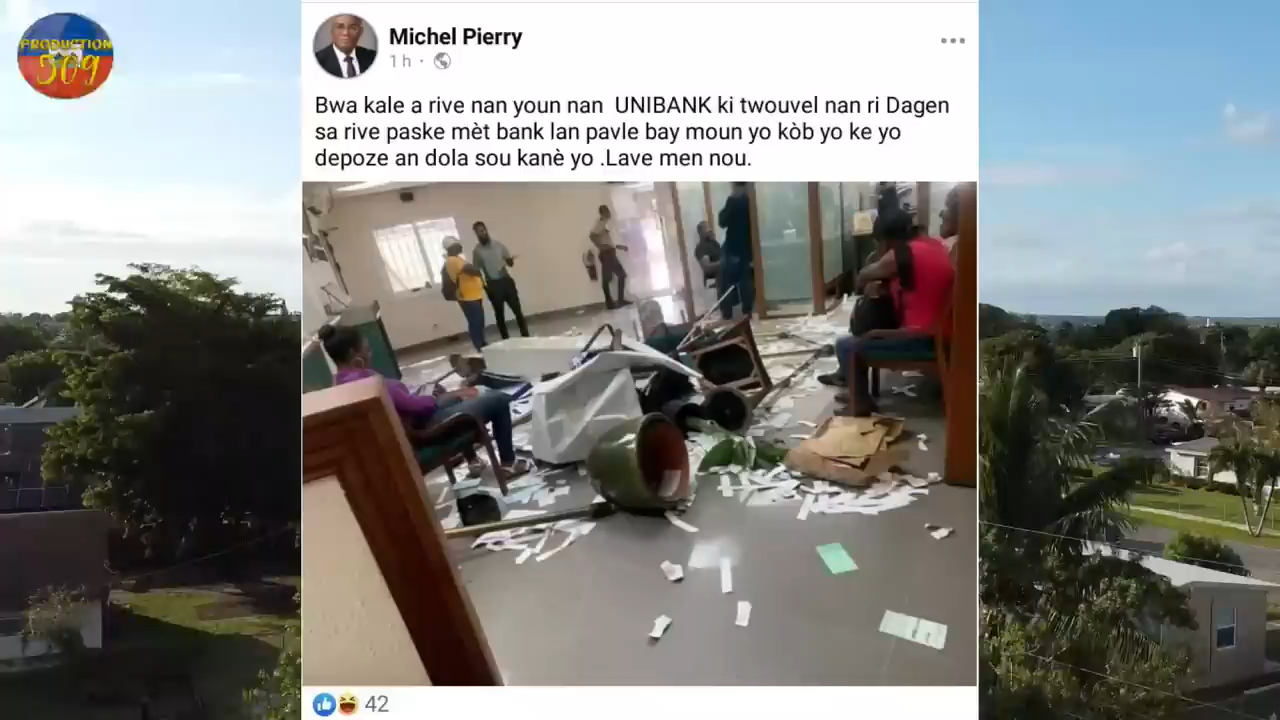 PRODUCTION
509
Michel Pierry
1 h ·
Bwa kale a rive nan youn nan UNIBANK ki twouvel nan ri Dagen
sa rive paske mèt bank lan pavle bay moun yo kòb yo ke yo
depoze an dola sou kanè yo .Lave men nou.
42